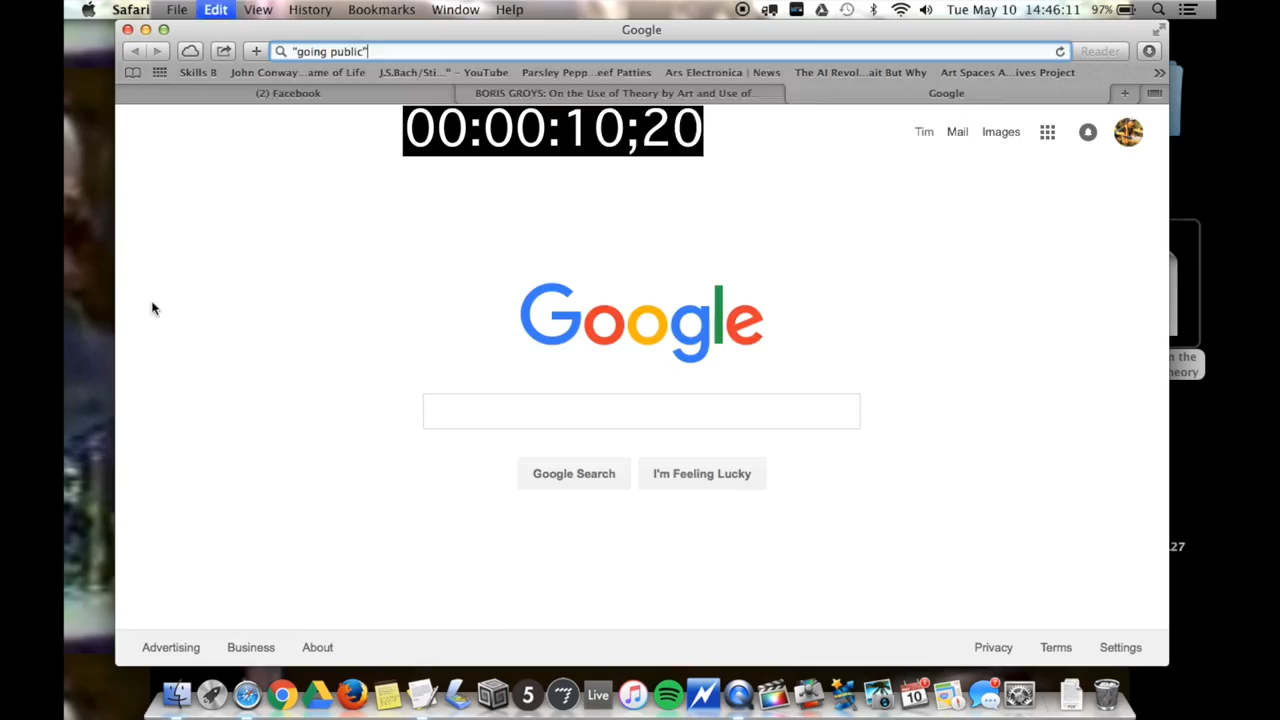 Safari File Edit View History Bookmarks Window Help Tue May 10 14:46:11 97%
Google
"going public" Reader
Skills B John Conway...ame of Life J.S.Bach/Sti..." – YouTube Parsley Pepp...eef Patties Ars Electronica | News The AI Revol...ait But Why Art Spaces A...ives Project
(2) Facebook BORIS GROYS: On the Use of Theory by Art and Use of... Google
00:00:10;20
Tim Mail Images
Google
n the
heory
Google Search I'm Feeling Lucky
27
Advertising Business About Privacy Terms Settings
5 Live 10